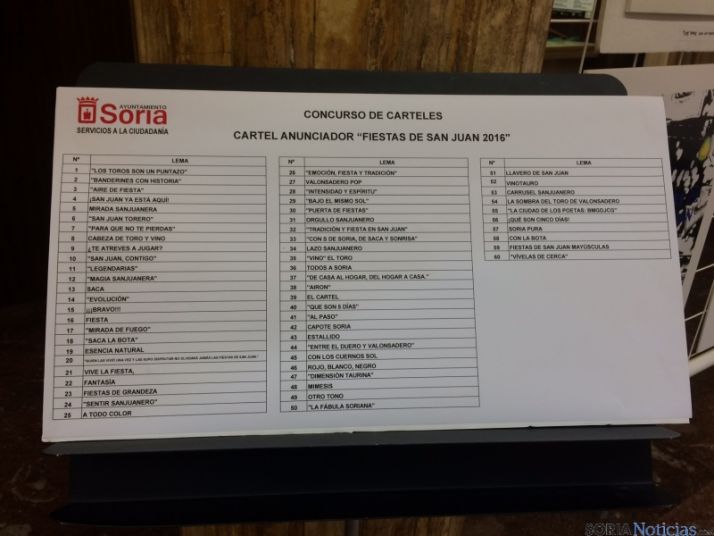 AYUNTAMIENTO
Soria
SERVICIOS A LA CIUDADANÍA
CONCURSO DE CARTELES
CARTEL ANUNCIADOR “FIESTAS DE SAN JUAN 2016”
Nº LEMA
1 "LOS TOROS SON UN PUNTAZO"
2 "BANDERINES CON HISTORIA"
3 "AIRE DE FIESTA"
4 ¡SAN JUAN YA ESTÁ AQUÍ!
5 MIRADA SANJUANERA
6 "SAN JUAN TORERO"
7 "PARA QUE NO TE PIERDAS"
8 CABEZA DE TORO Y VINO
9 ¿TE ATREVES A JUGAR?
10 "SAN JUAN, CONTIGO"
11 "LEGENDARIAS"
12 "MAGIA SANJUANERA"
13 SACA
14 "EVOLUCIÓN"
15 ¡¡¡BRAVO!!!
16 FIESTA
17 "MIRADA DE FUEGO"
18 "SACA LA BOTA"
19 ESENCIA NATURAL
20
21 VIVE LA FIESTA,
22 FANTASÍA
23 FIESTAS DE GRANDEZA
24 "SENTIR SANJUANERO"
25 A TODO COLOR
Nº LEMA
26 "EMOCIÓN, FIESTA Y TRADICIÓN"
27 VALONSADERO POP
28 "INTENSIDAD Y ESPÍRITU"
29 "BAJO EL MISMO SOL"
30 "PUERTA DE FIESTAS"
31 ORGULLO SANJUANERO
32 "TRADICIÓN Y FIESTA EN SAN JUAN"
33 "CON S DE SORIA, DE SACA Y SONRISA"
34 LAZO SANJUANERO
35 "VINO" EL TORO
36 TODOS A SORIA
37 "DE CASA AL HOGAR, DEL HOGAR A CASA."
38 "AIRON"
39 EL CARTEL
40 "QUE SON 5 DÍAS"
41 "AL PASO"
42 CAPOTE SORIA
43 ESTALLIDO
44 "ENTRE EL DUERO Y VALONSADERO"
45 CON LOS CUERNOS SOL
46 ROJO, BLANCO, NEGRO
47 "DIMENSIÓN TAURINA"
48 MIMESIS
49 OTRO TONO
50 "LA FÁBULA SORIANA"
Nº LEMA
51 LLAVERO DE SAN JUAN
52 VINOTAURO
53 CARRUSEL SANJUANERO
54 LA SOMBRA DEL TORO DE VALONSADERO
55 "LA CIUDAD DE LOS POETAS:
56 ¡QUÉ SON CINCO DÍAS!
57 SORIA PURA
58 CON LA BOTA
59 FIESTAS DE SAN JUAN MAYÚSCULAS
60 "VÍVELAS DE CERCA"
SORIANoticias